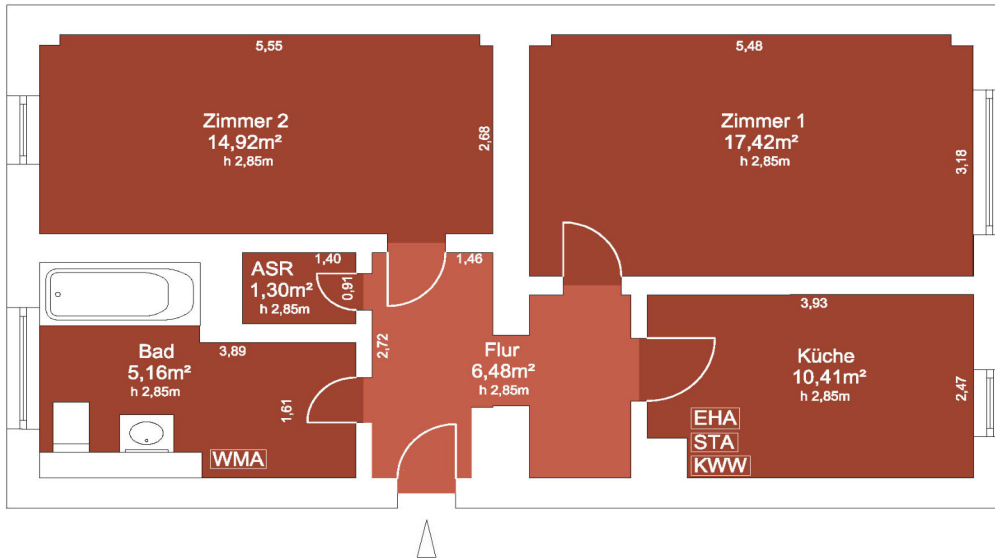 5,55
Zimmer 2
14,92m²
h 2,85m
2,68
5,48
Zimmer 1
17,42m²
h 2,85m
3,18
1,40
ASR
1,30m²
h 2,85m
0,91
1,46
2,72
Flur
6,48m²
h 2,85m
3,89
Bad
5,16m²
h 2,85m
1,61
WMA
3,93
Küche
10,41m²
h 2,85m
2,47
EHA
STA
KWW